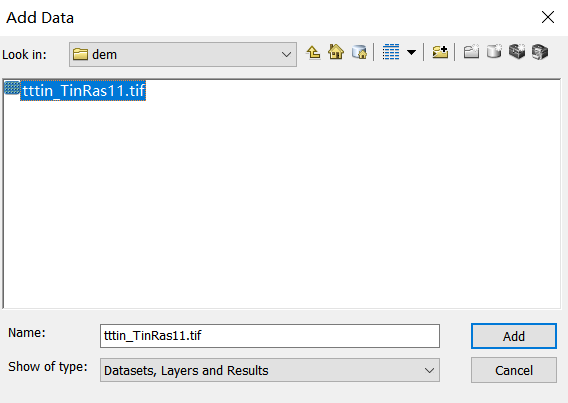 Add Data
Look in: dem
tttin_TinRas11.tif
Name: tttin_TinRas11.tif Add
Show of type: Datasets, Layers and Results Cancel